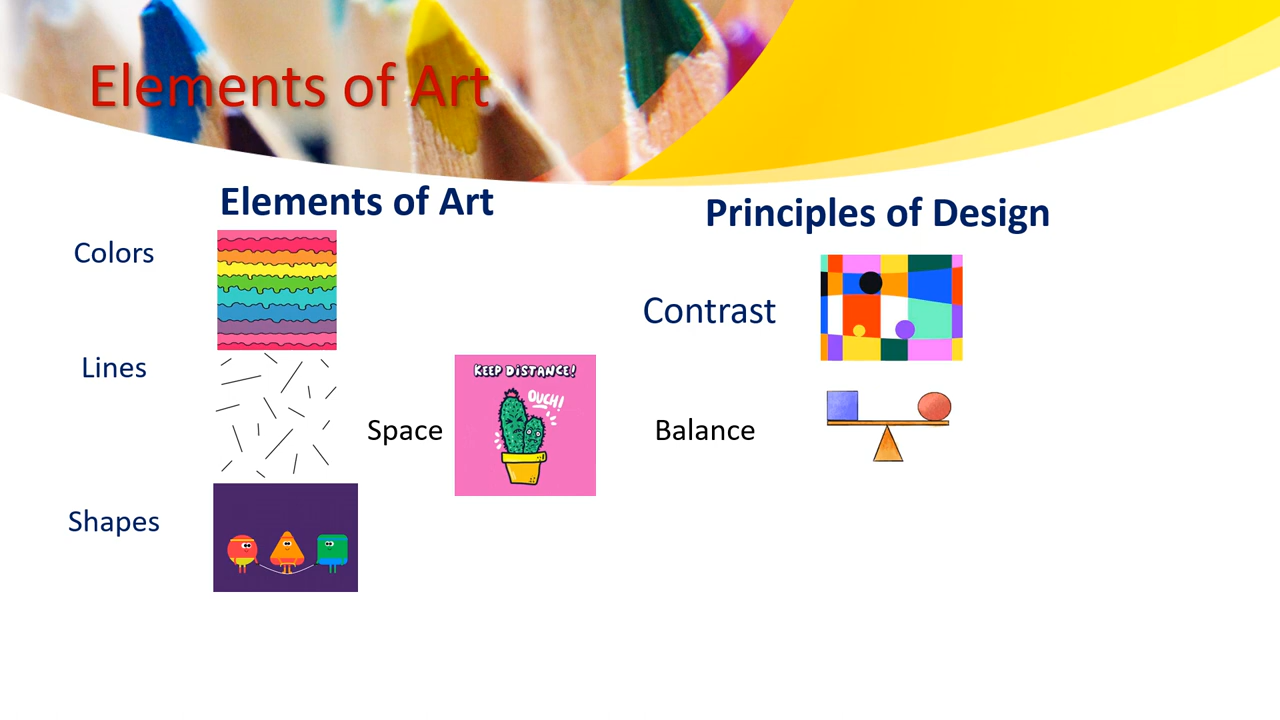 Elements of Art
Elements of Art
Principles of Design
Colors
Contrast
Lines
KEEP DISTANCE!
OUCH!
Space
Balance
Shapes